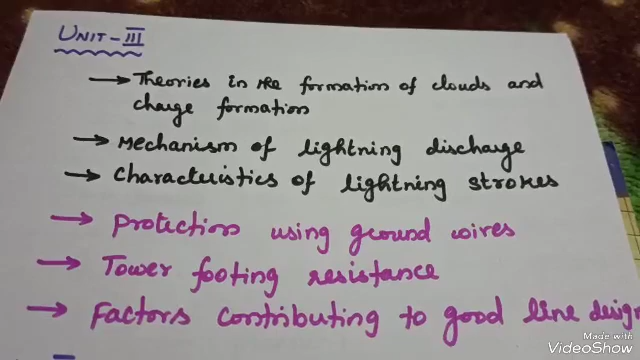 UNIT-III
→ Theories in the formation of clouds and
charge formation
→ Mechanism of lightning discharge
→ Characteristics of lightning strokes
→ Protection using ground wires
→ Tower footing resistance
→ Factors contributing to good line design
Made with
VideoShow